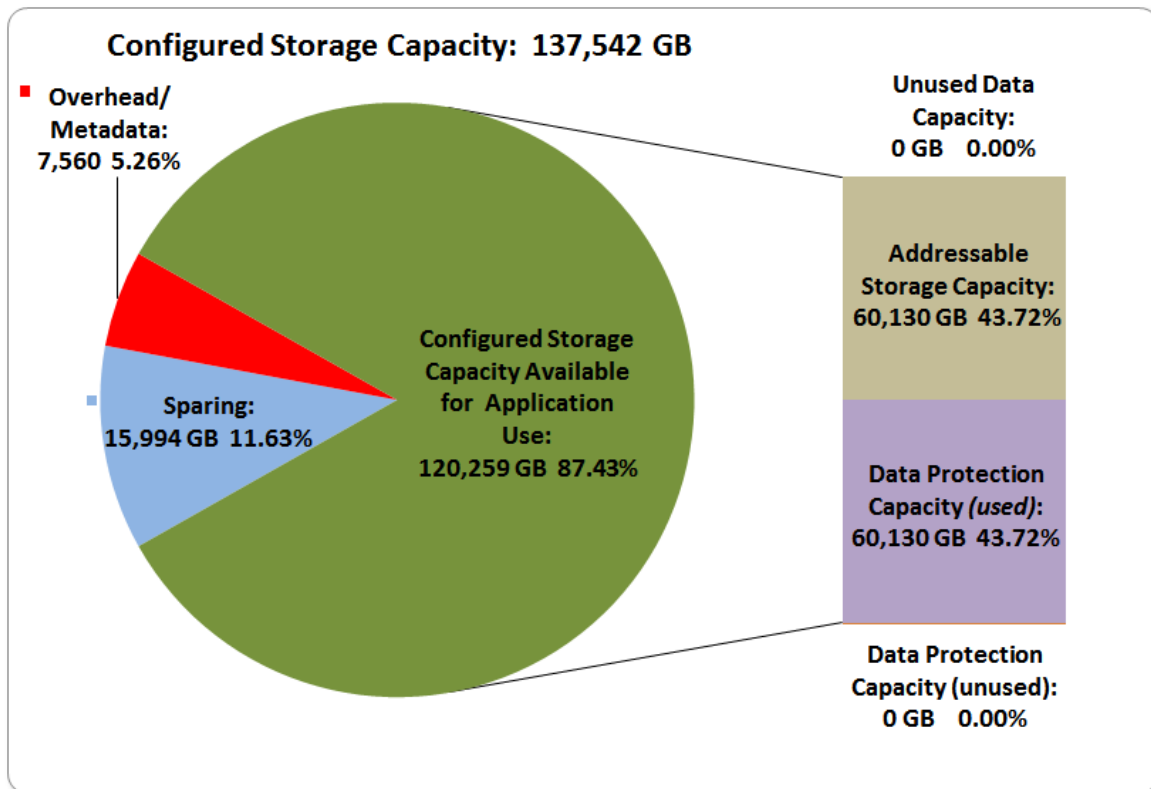 Configured Storage Capacity: 137,542 GB
Overhead/
Metadata:
7,560 5.26%
Sparing:
15,994 GB 11.63%
Configured Storage
Capacity Available
for Application
Use:
120,259 GB 87.43%
Unused Data
Capacity:
0 GB 0.00%
Addressable
Storage Capacity:
60,130 GB 43.72%
Data Protection
Capacity (used):
60,130 GB 43.72%
Data Protection
Capacity (unused):
0 GB 0.00%